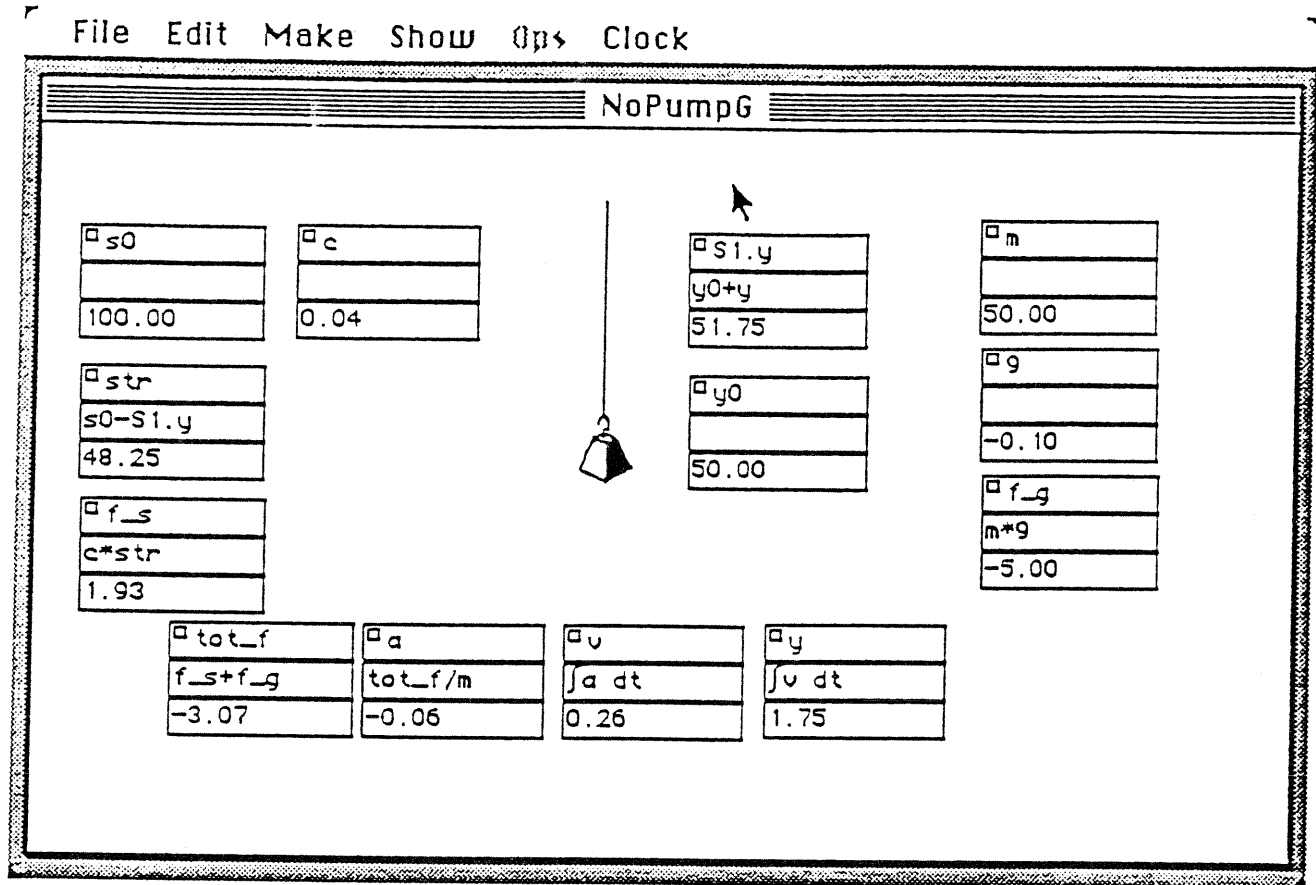 File Edit Make Show Ops Clock
NoPumpG
s0
100.00
c
0.04
S1.y
y0+y
51.75
m
50.00
str
s0-S1.y
48.25
y0
50.00
g
-0.10
f_s
c*str
1.93
f_g
m*g
-5.00
tot_f
f_s+f_g
-3.07
a
tot_f/m
-0.06
v
∫a dt
0.26
y
∫v dt
1.75